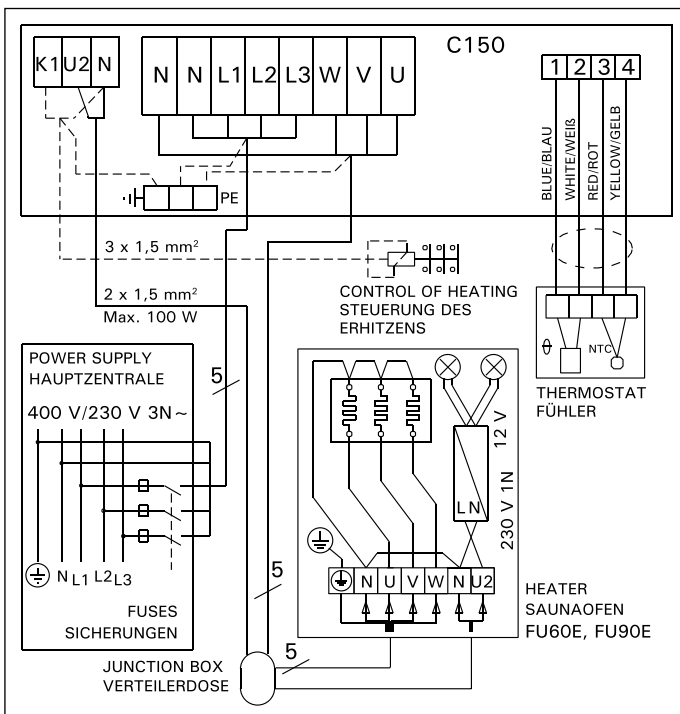 C150
K1 U2 N
N N L1 L2 L3 W V U
1 2 3 4
BLUE/BLAU
WHITE/WEIß
RED/ROT
YELLOW/GELB
PE
3 x 1,5 mm²
2 x 1,5 mm²
Max. 100 W
CONTROL OF HEATING
STEUERUNG DES
ERHITZENS
NTC
THERMOSTAT
FÜHLER
POWER SUPPLY
HAUPTZENTRALE
400 V/230 V 3N~
5
N L1 L2 L3
FUSES
SICHERUNGEN
12 V
230 V 1N
L N
N U V W N U2
HEATER
SAUNAOFEN
FU60E, FU90E
5
5
JUNCTION BOX
VERTEILERDOSE